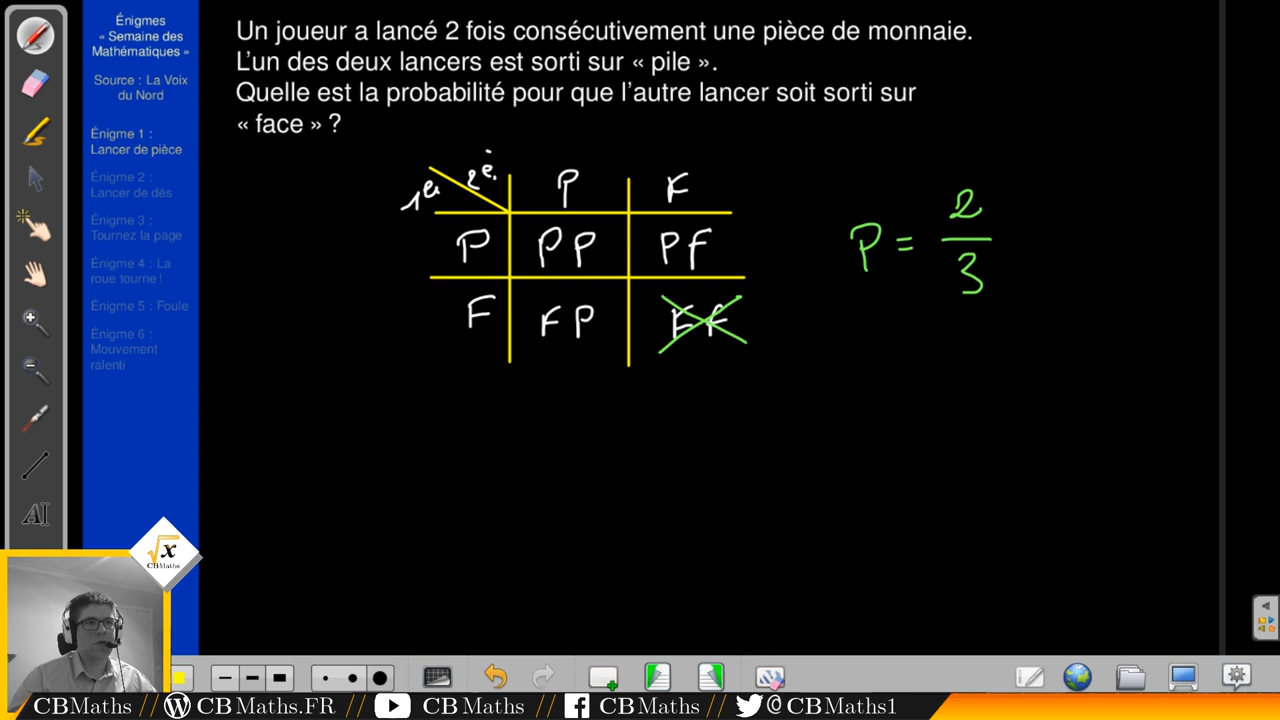 Énigmes
« Semaine des
Mathématiques »
Source : La Voix
du Nord
Énigme 1 :
Lancer de pièce
Énigme 2 :
Lancer de dés
Énigme 3 :
Tournez la page
Énigme 4 : La
roue tourne !
Énigme 5 : Foule
Énigme 6 :
Mouvement
ralenti
Un joueur a lancé 2 fois consécutivement une pièce de monnaie.
L'un des deux lancers est sorti sur « pile ».
Quelle est la probabilité pour que l'autre lancer soit sorti sur
« face » ?
1er 2è. P F
P PP PF
F FP FF
P = 2/3
AI
√x
CBMaths
CBMaths CBMaths.FR CBMaths CBMaths @CBMaths1